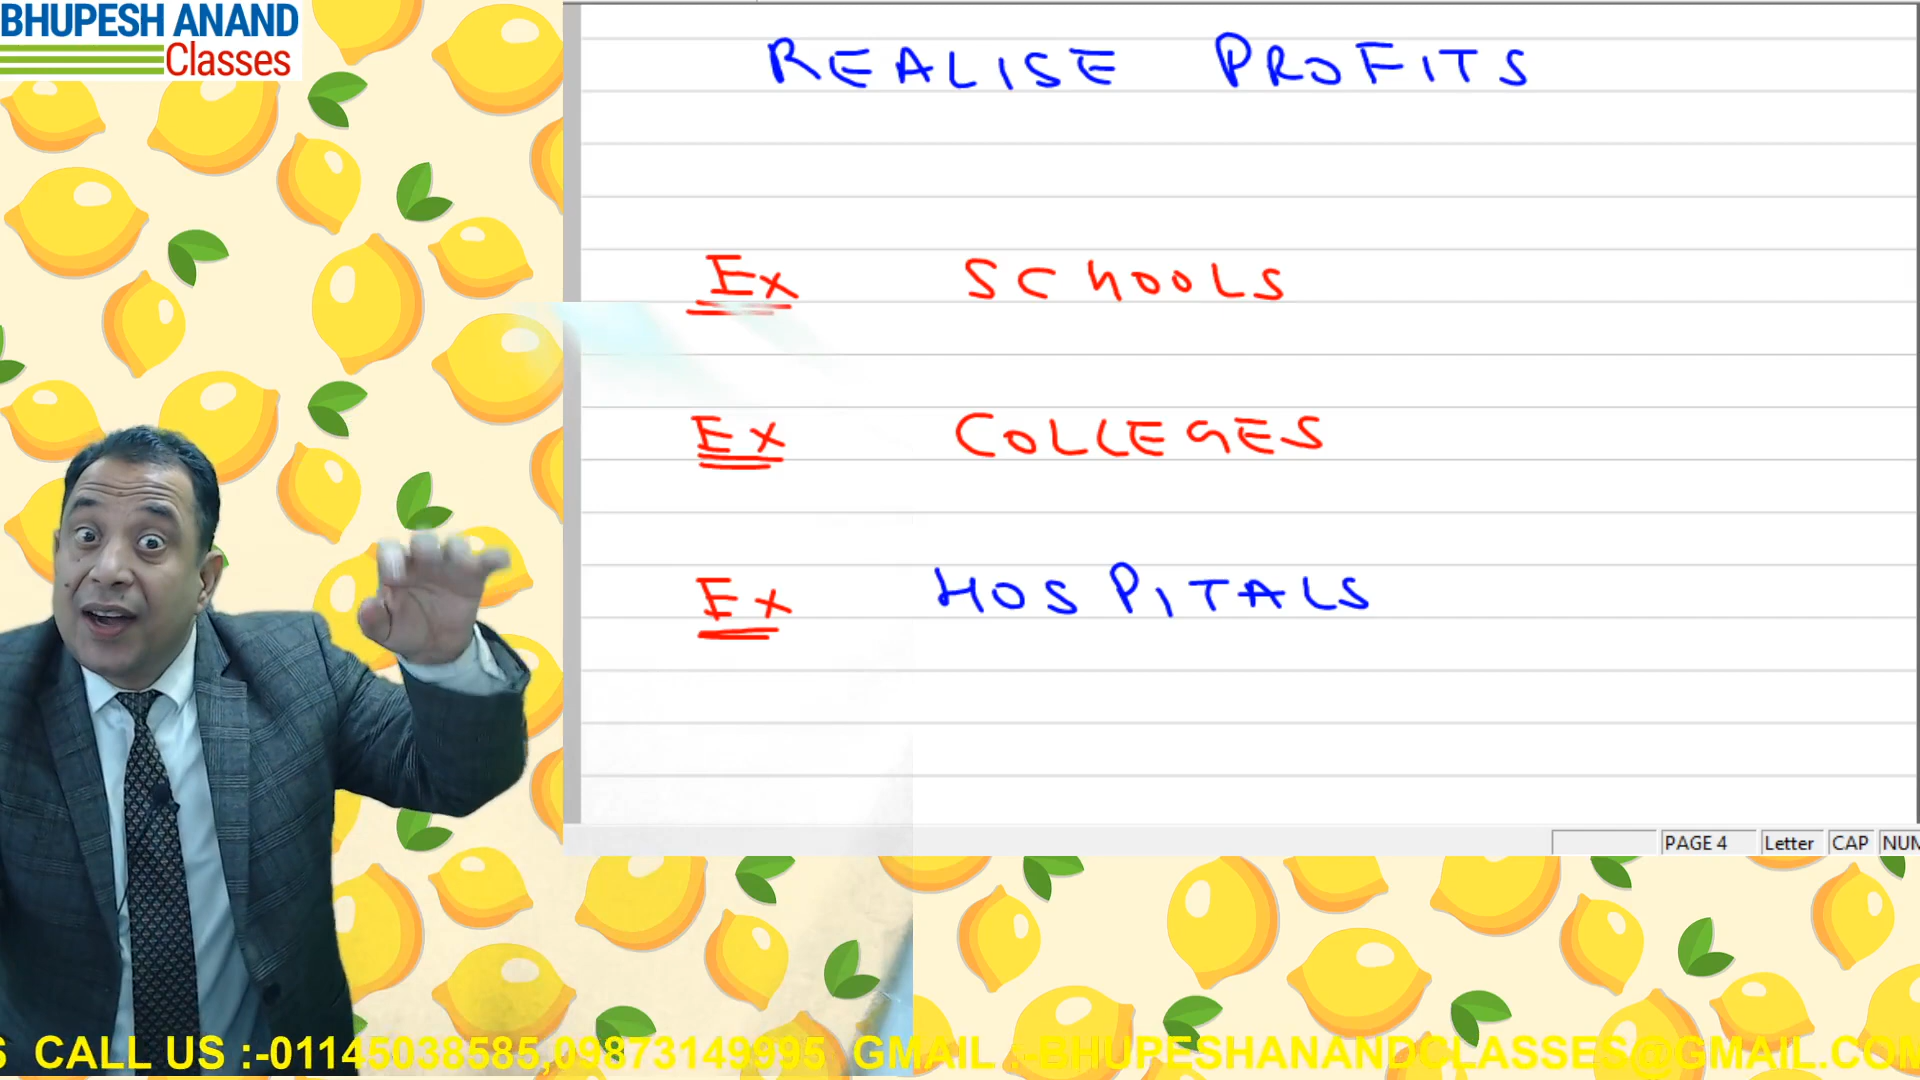 BHUPESH ANAND
Classes
REALISE PROFITS
Ex SCHOOLS
Ex COLLEGES
Ex HOSPITALS
PAGE 4 Letter CAP NUM
S CALL US :-01145038585,09873149995 GMAIL :-BHUPESHANANDCLASSES@GMAIL.COM